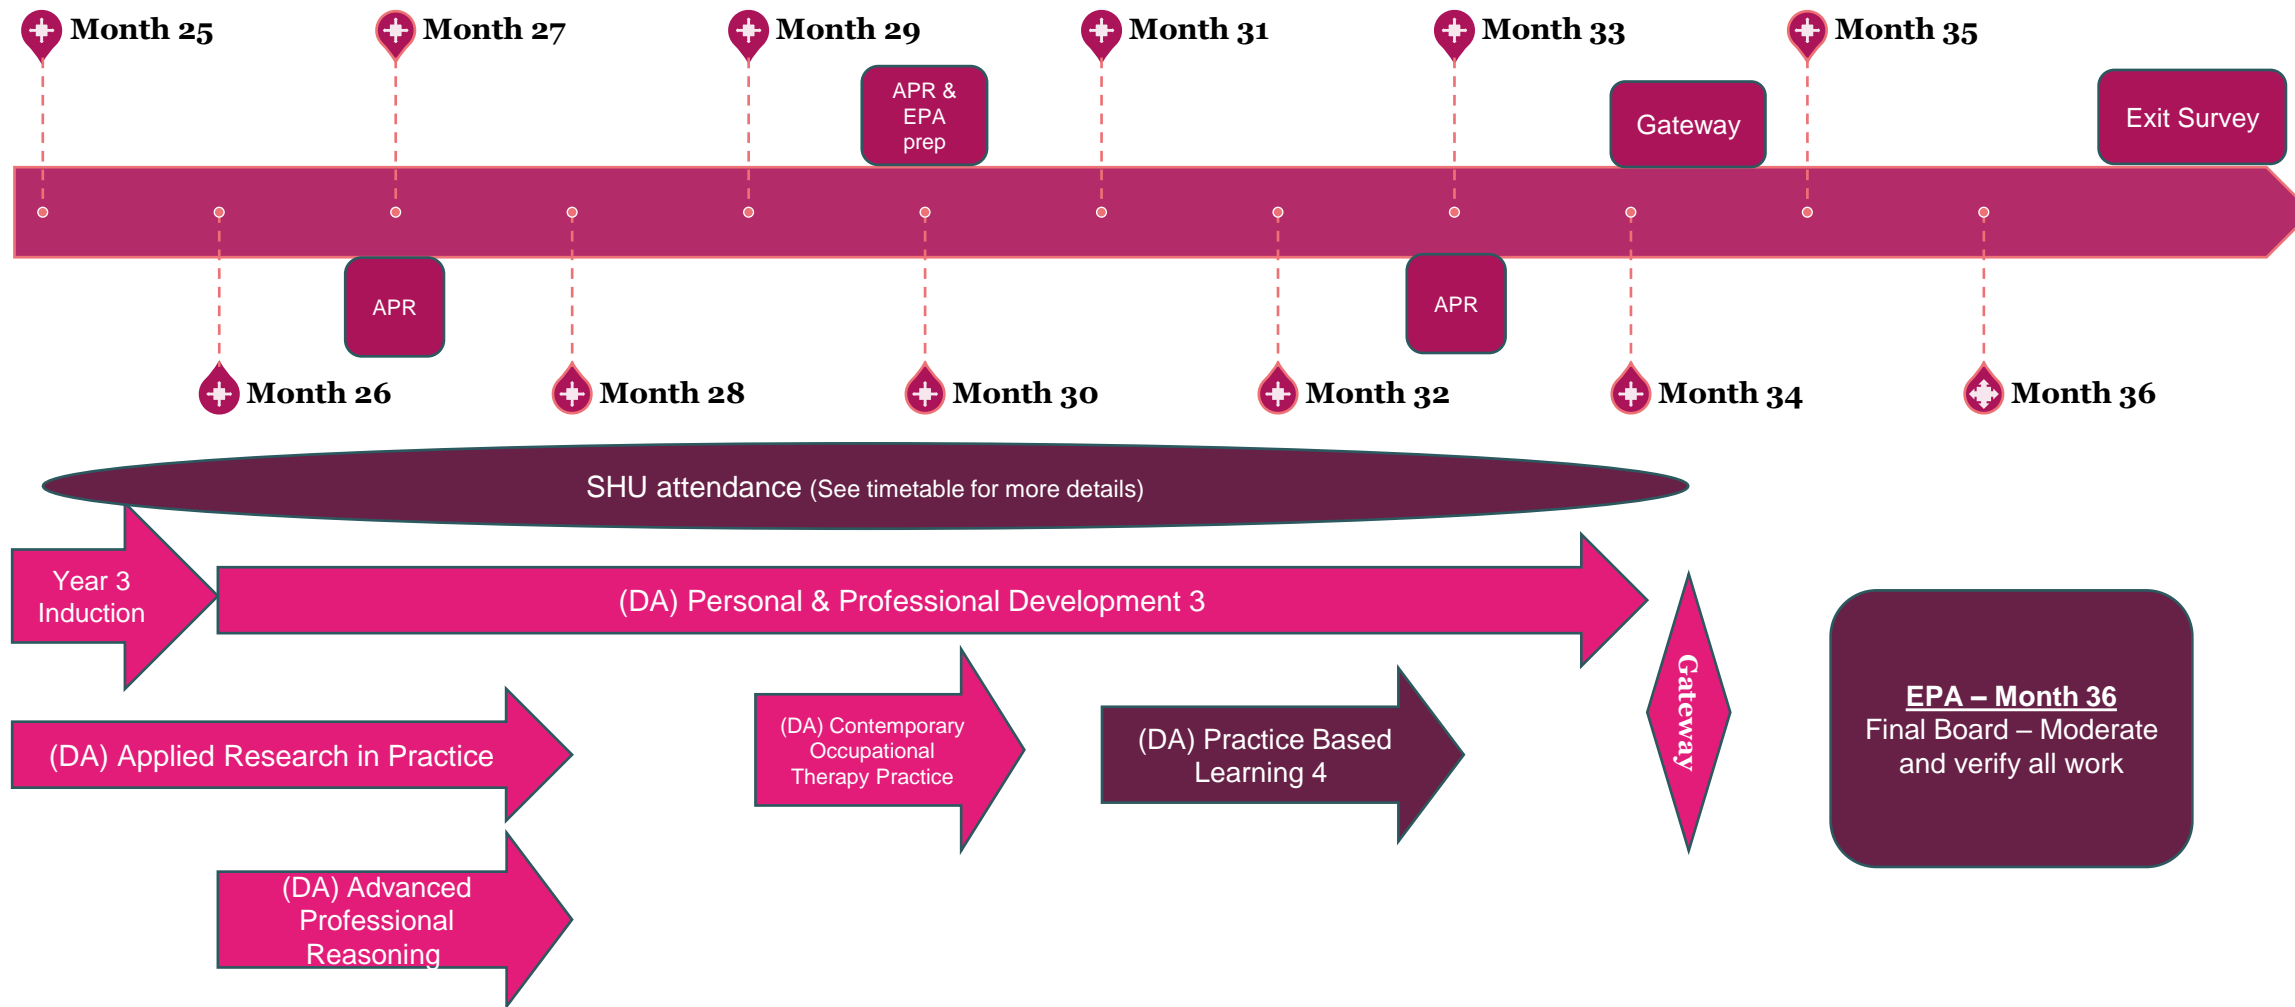 Month 25
Month 27
Month 29
Month 31
Month 33
Month 35
APR &
EPA
prep
Gateway
Exit Survey
APR
APR
Month 26
Month 28
Month 30
Month 32
Month 34
Month 36
SHU attendance (See timetable for more details)
Year 3
Induction
(DA) Personal & Professional Development 3
Gateway
(DA) Applied Research in Practice
(DA) Contemporary
Occupational
Therapy Practice
(DA) Practice Based
Learning 4
EPA – Month 36
Final Board – Moderate
and verify all work
(DA) Advanced
Professional
Reasoning